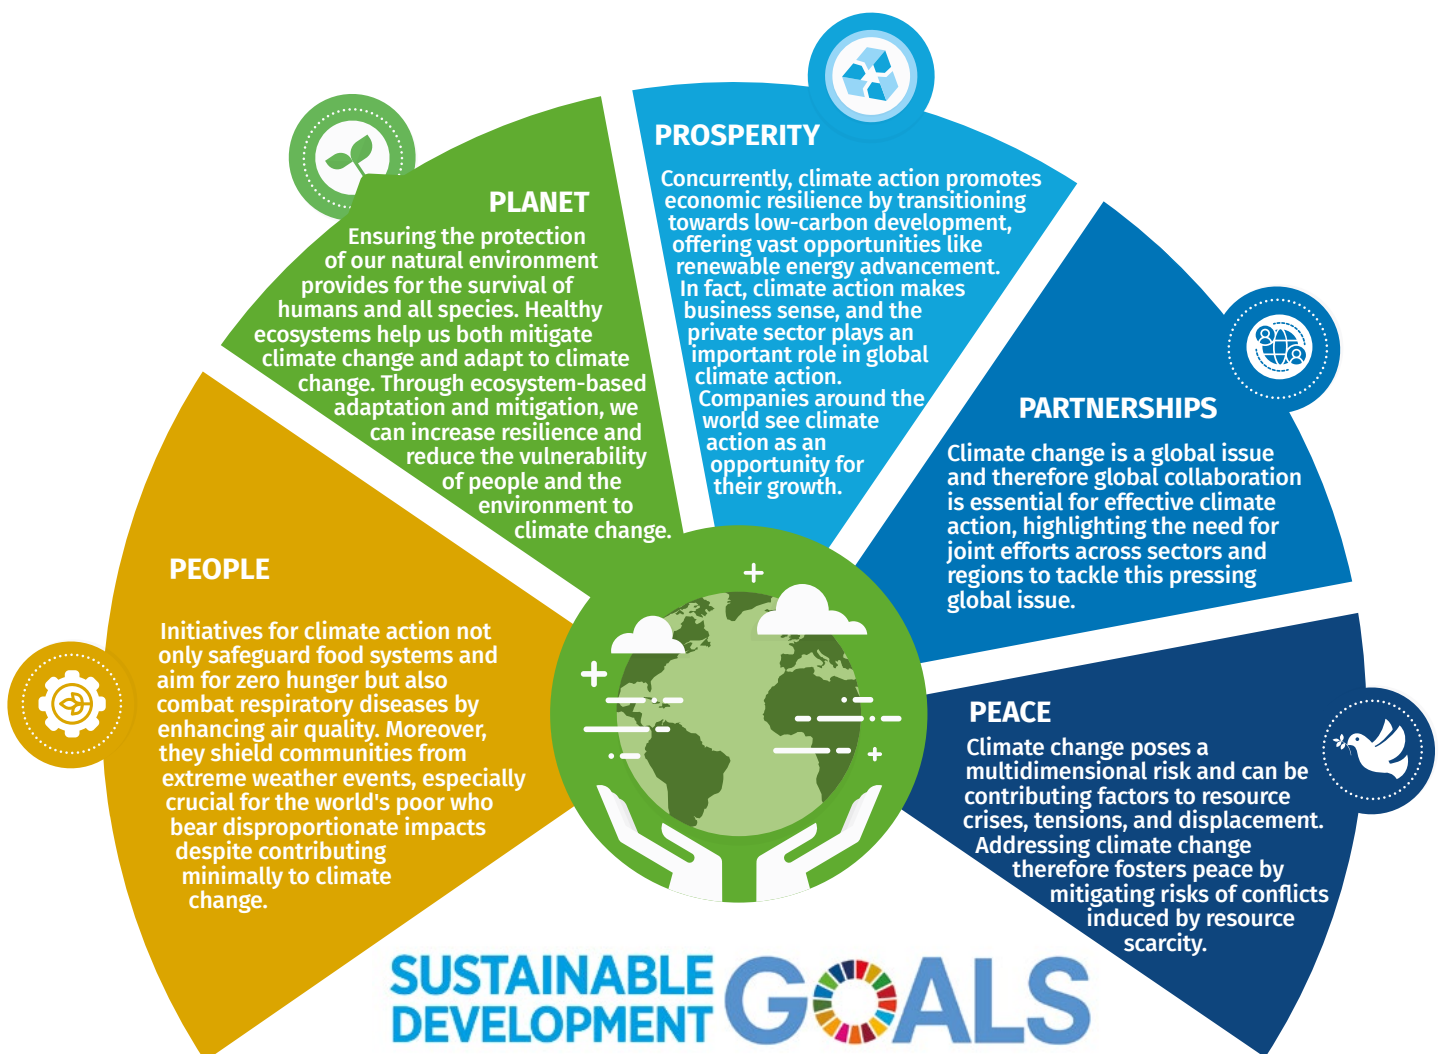 PEOPLE
Initiatives for climate action not
only safeguard food systems and
aim for zero hunger but also
combat respiratory diseases by
enhancing air quality. Moreover,
they shield communities from
extreme weather events, especially
crucial for the world's poor who
bear disproportionate impacts
despite contributing
minimally to climate
change.
PLANET
Ensuring the protection
of our natural environment
provides for the survival of
humans and all species. Healthy
ecosystems help us both mitigate
climate change and adapt to climate
change. Through ecosystem-based
adaptation and mitigation, we
can increase resilience and
reduce the vulnerability
of people and the
environment to
climate change.
PROSPERITY
Concurrently, climate action promotes
economic resilience by transitioning
towards low-carbon development,
offering vast opportunities like
renewable energy advancement.
In fact, climate action makes
business sense, and the
private sector plays an
important role in global
climate action.
Companies around the
world see climate
action as an
opportunity for
their growth.
PARTNERSHIPS
Climate change is a global issue
and therefore global collaboration
is essential for effective climate
action, highlighting the need for
joint efforts across sectors and
regions to tackle this pressing
global issue.
PEACE
Climate change poses a
multidimensional risk and can be
contributing factors to resource
crises, tensions, and displacement.
Addressing climate change
therefore fosters peace by
mitigating risks of conflicts
induced by resource
scarcity.
SUSTAINABLE
DEVELOPMENT
GOALS